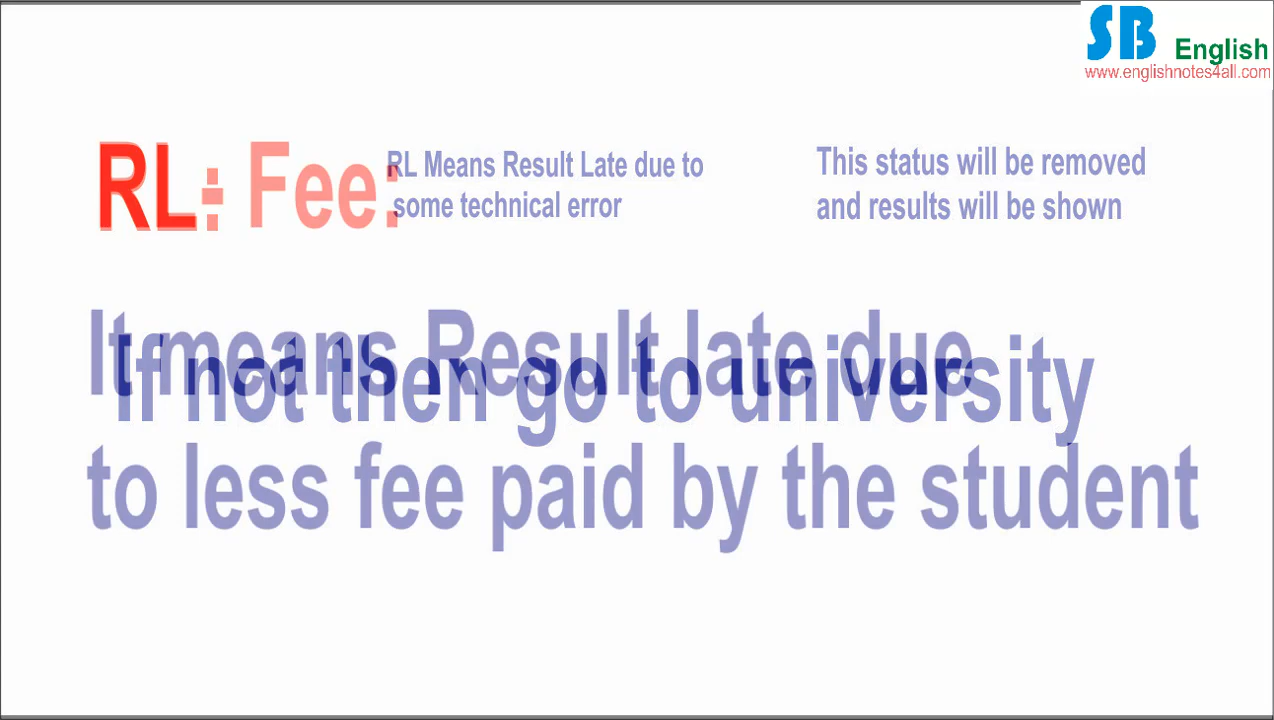 SB English
www.englishnotes4all.com
RL:
RL Means Result Late due to
some technical error
This status will be removed
and results will be shown
If not then go to university
RL Fee:
It means Result late due
to less fee paid by the student